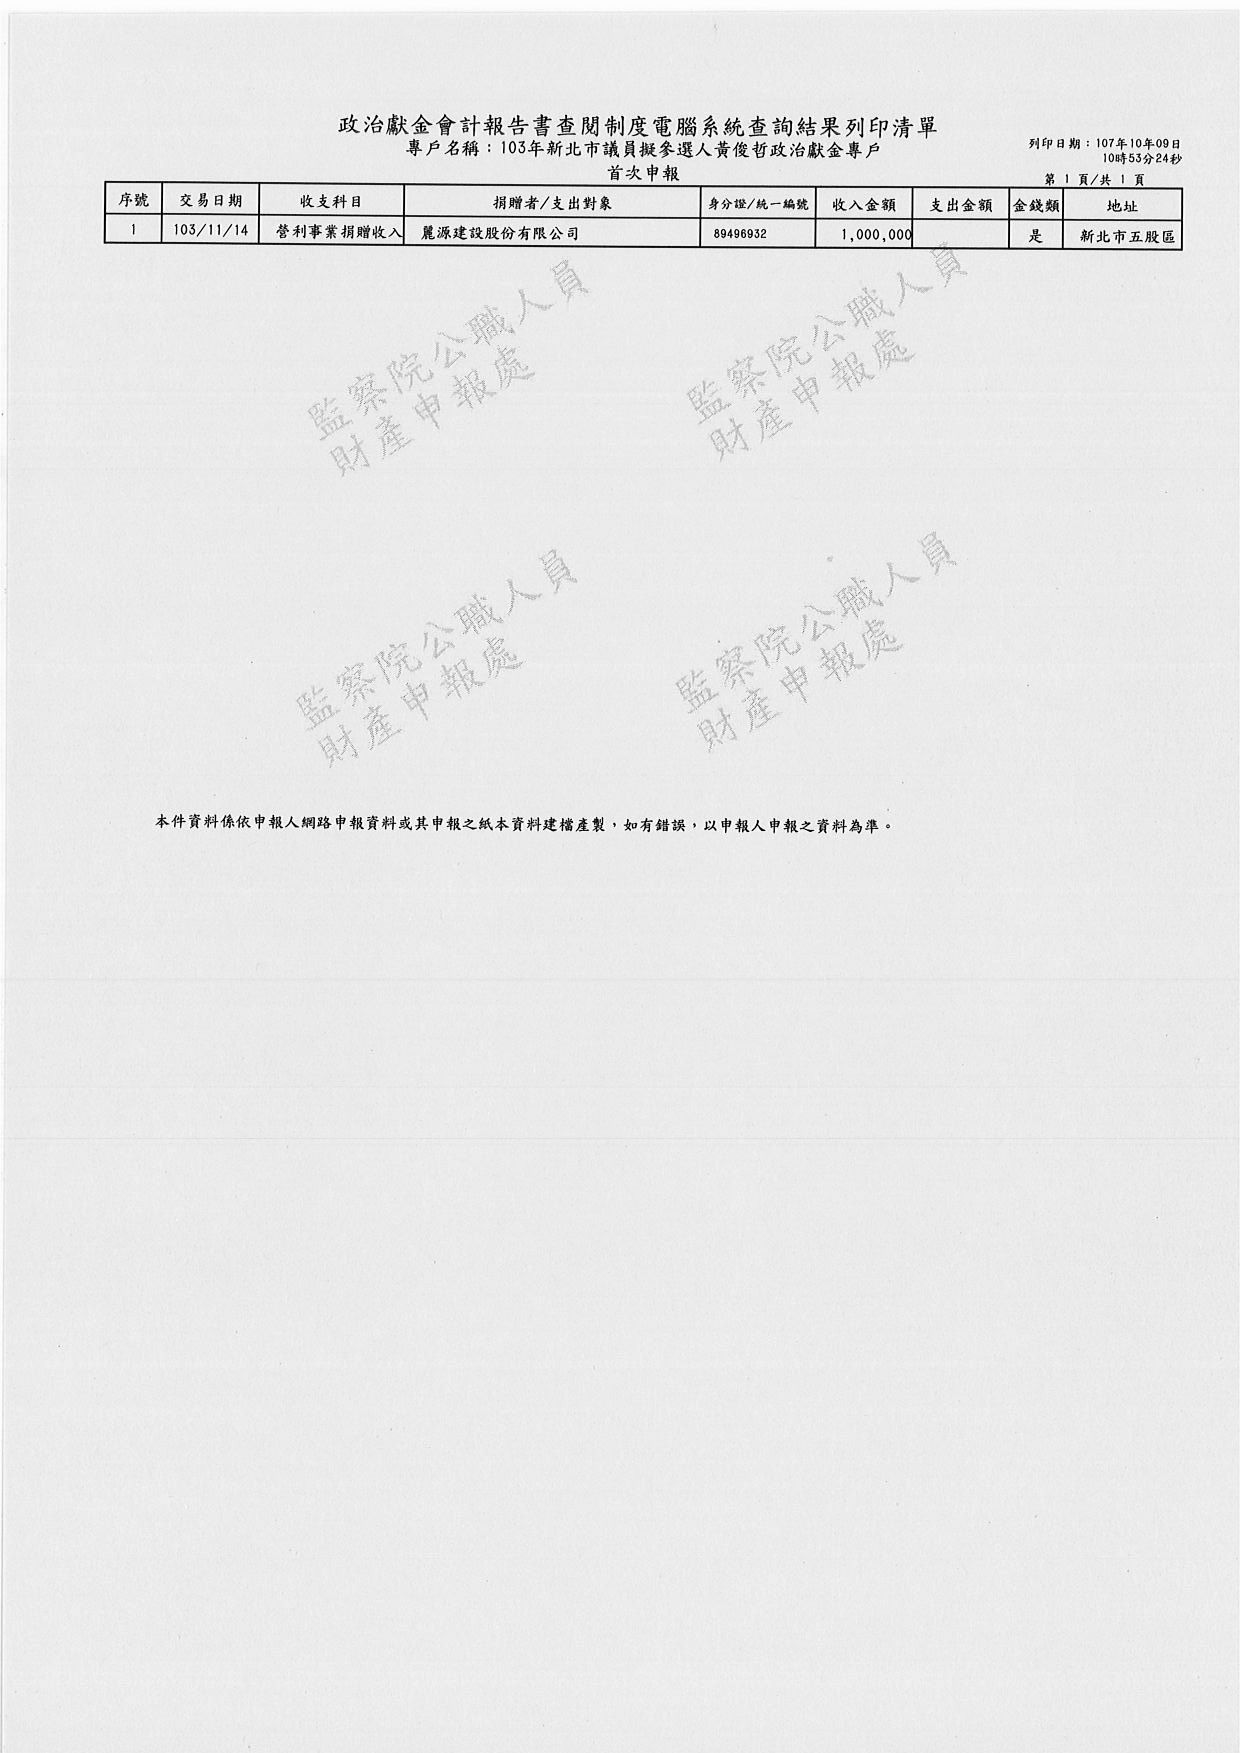 政治獻金會計報告書查閱制度電腦系統查詢結果列印清單
專戶名稱：103年新北市議員擬參選人黃俊哲政治獻金專戶
首次申報
列印日期：107年10年09日
10時53分24秒
第 1 頁/共 1 頁
序號 交易日期 收支科目 捐贈者/支出對象 身分證/統一編號 收入金額 支出金額 金錢類 地址
1 103/11/14 營利事業捐贈收入 麗源建設股份有限公司 89496932 1,000,000 是 新北市五股區
監察院公職人員
財產申報處
監察院公職人員
財產申報處
監察院公職人員
財產申報處
監察院公職人員
財產申報處
本件資料係依申報人網路申報資料或其申報之紙本資料建檔產製，如有錯誤，以申報人申報之資料為準。